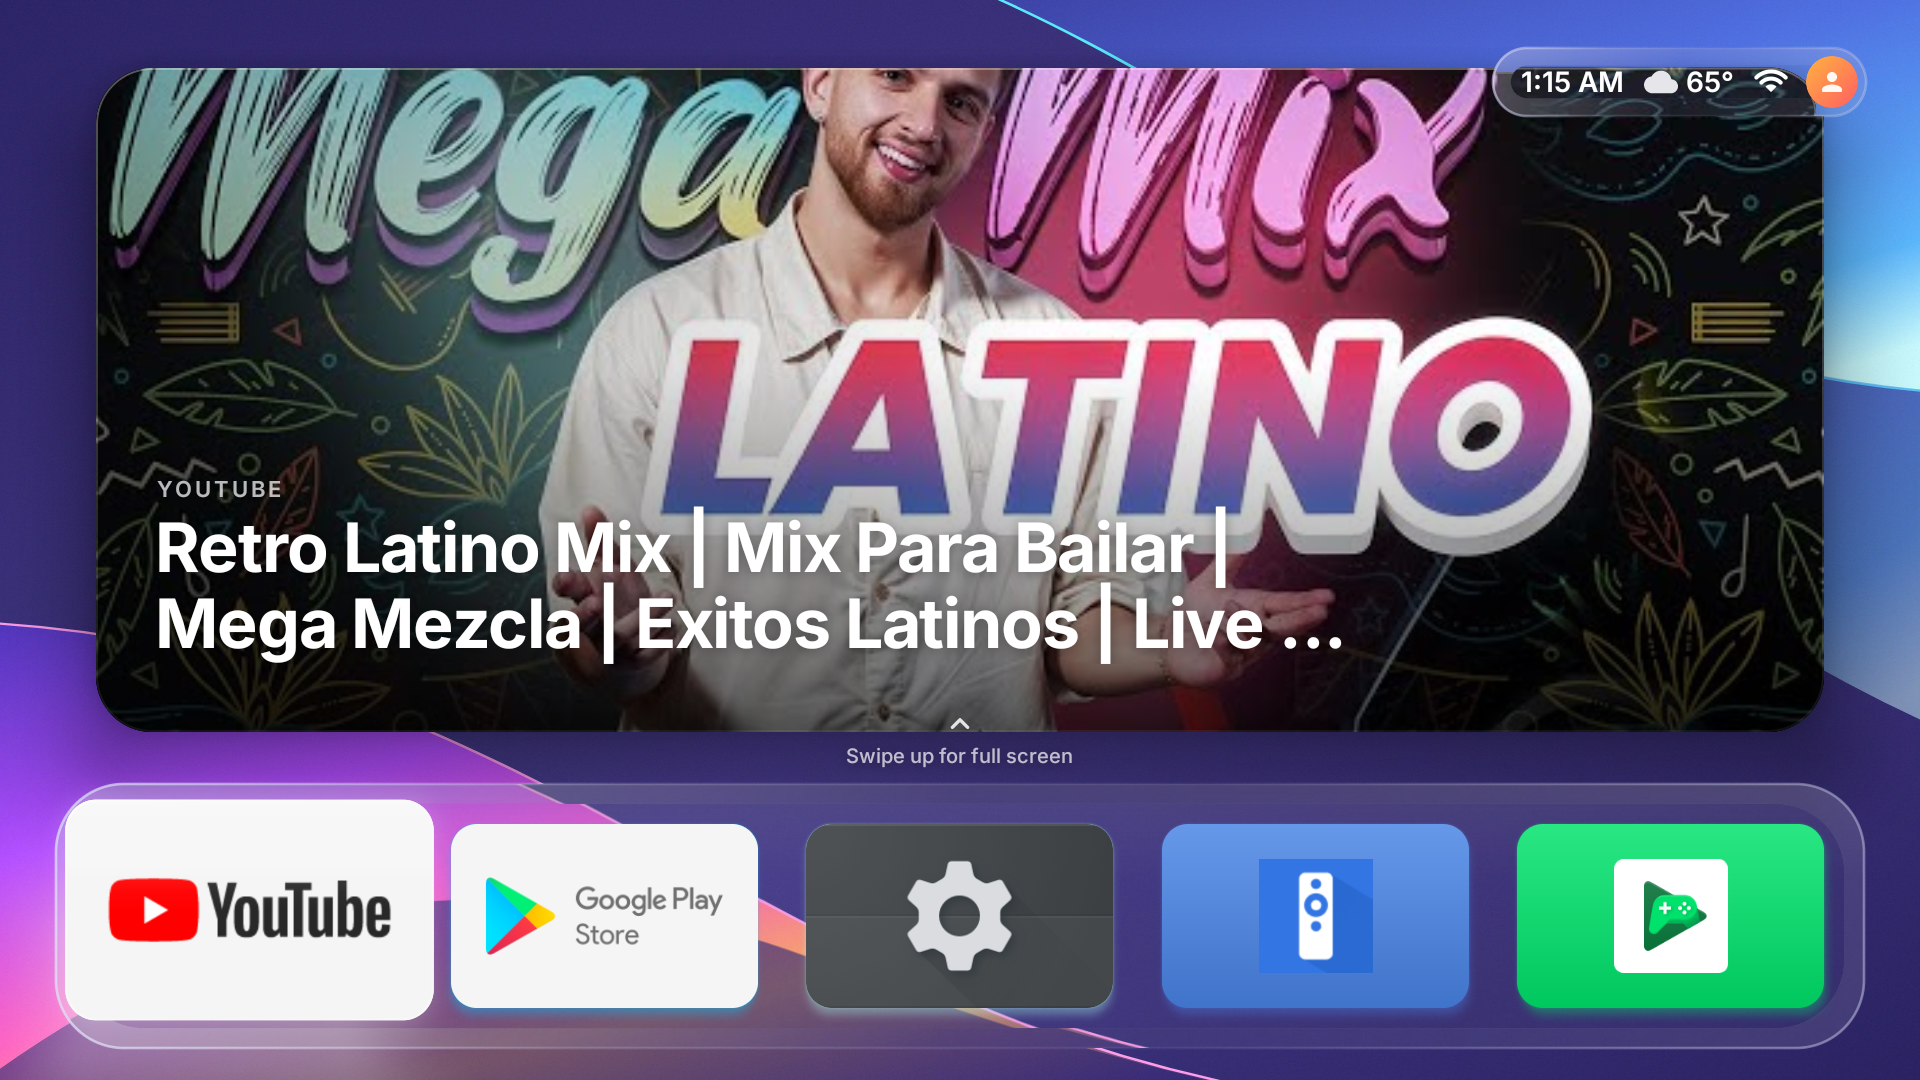 1:15 AM 65°
Mega Mix
LATINO
YOUTUBE
Retro Latino Mix | Mix Para Bailar |
Mega Mezcla | Exitos Latinos | Live ...
Swipe up for full screen
YouTube
Google Play
Store